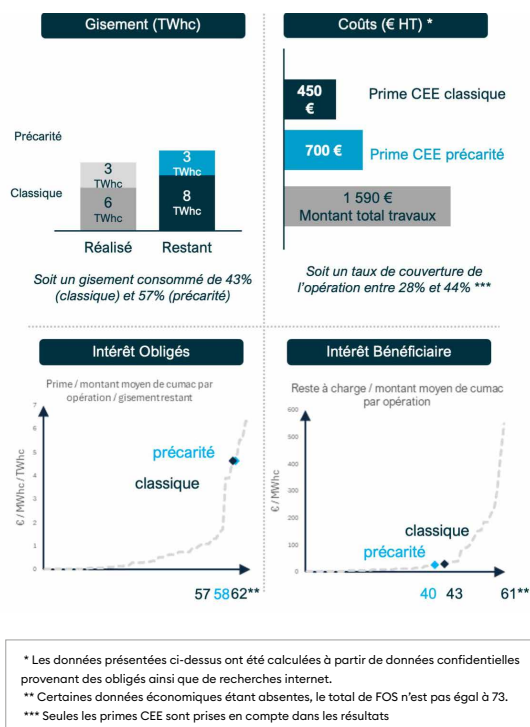 Gisement (TWhc)
Précarité
Classique
3
TWhc
6
TWhc
3
TWhc
8
TWhc
Réalisé
Restant
Soit un gisement consommé de 43%
(classique) et 57% (précarité)
Coûts (€ HT) *
450
€
Prime CEE classique
700 €
Prime CEE précarité
1 590 €
Montant total travaux
Soit un taux de couverture de
l'opération entre 28% et 44% ***
Intérêt Obligés
Prime / montant moyen de cumac par
opération / gisement restant
€ / MWhc / TWhc
7
6
5
4
3
2
1
0
précarité
classique
57 58 62**
Intérêt Bénéficiaire
Reste à charge / montant moyen de cumac
par opération
€ / MWhc
600
500
400
300
200
100
0
classique
précarité
40 43 61**
* Les données présentées ci-dessus ont été calculées à partir de données confidentielles
provenant des obligés ainsi que de recherches internet.
** Certaines données économiques étant absentes, le total de FOS n'est pas égal à 73.
*** Seules les primes CEE sont prises en compte dans les résultats